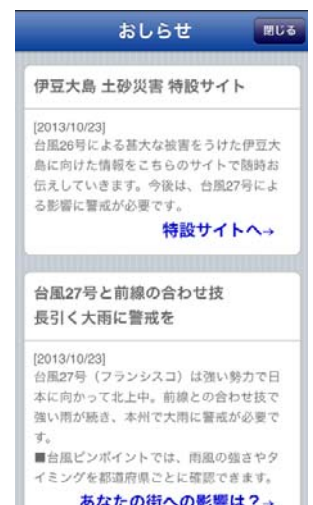 おしらせ
閉じる
伊豆大島 土砂災害 特設サイト
[2013/10/23]
台風26号による甚大な被害をうけた伊豆大
島に向けた情報をこちらのサイトで随時お
伝えしていきます。今後は、台風27号によ
る影響に警戒が必要です。
特設サイトへ→
台風27号と前線の合わせ技
長引く大雨に警戒を
[2013/10/23]
台風27号（フランシスコ）は強い勢力で日
本に向かって北上中。前線との合わせ技で
強い雨が続き、本州で大雨に警戒が必要で
す。
■台風ピンポイントでは、雨風の強さやタ
イミングを都道府県ごとに確認できます。
あなたの街への影響は？→